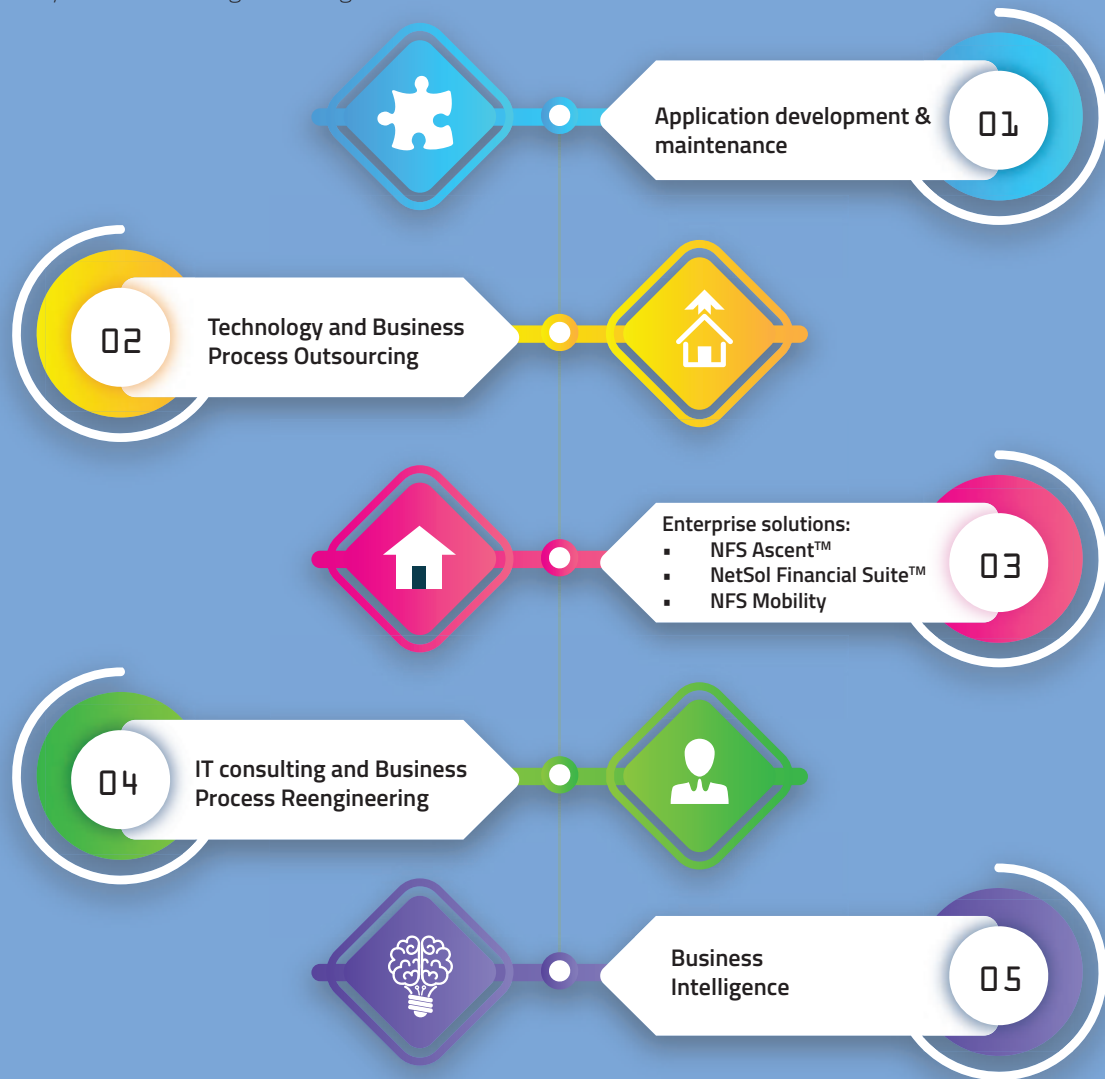 Application development &
maintenance
01
02
Technology and Business
Process Outsourcing
Enterprise solutions:
▪ NFS Ascent™
▪ NetSol Financial Suite™
▪ NFS Mobility
03
04
IT consulting and Business
Process Reengineering
Business
Intelligence
05